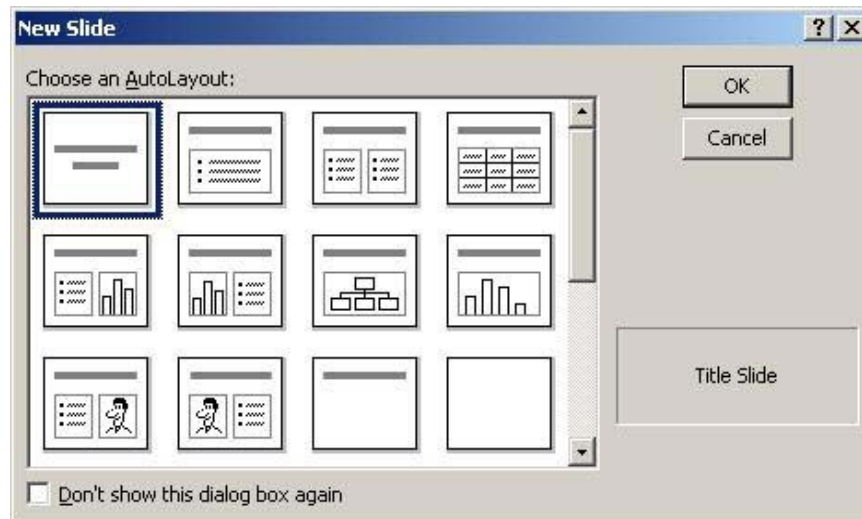 New Slide
Choose an AutoLayout:
OK
Cancel
Title Slide
Don't show this dialog box again